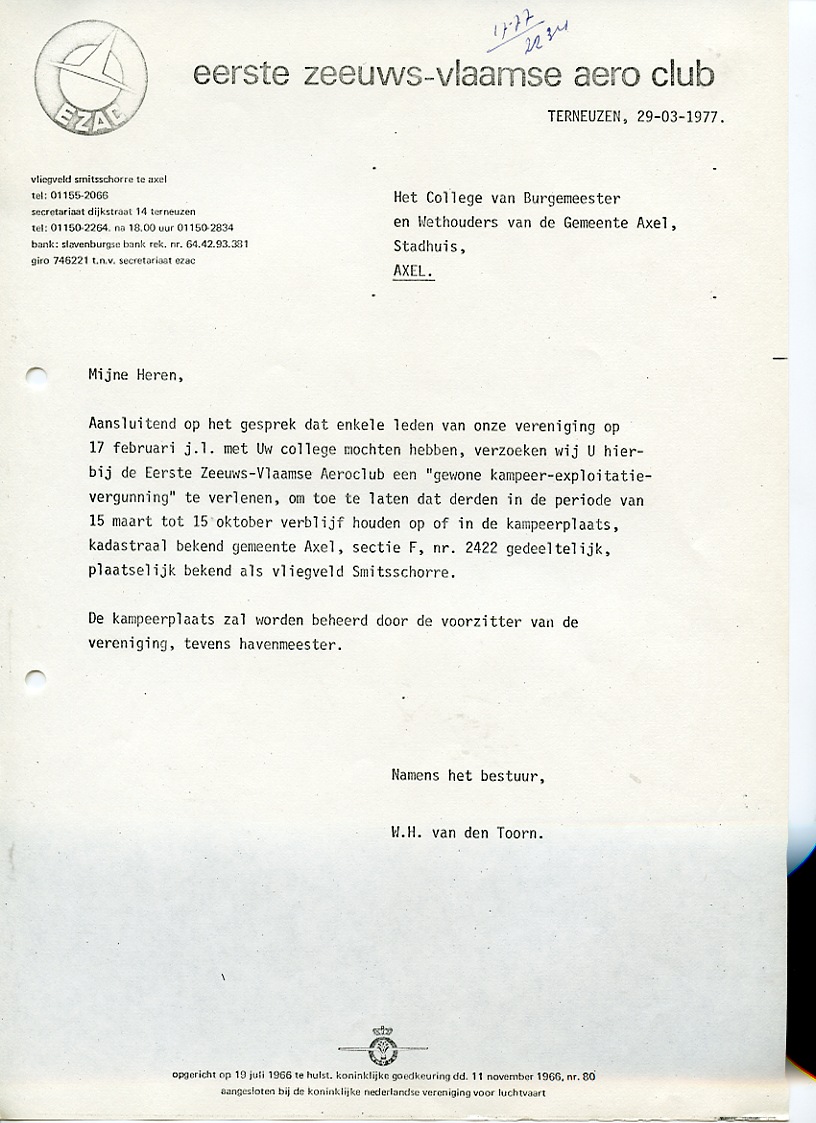 17-77
2234
EZAC
eerste zeeuws-vlaamse aero club
TERNEUZEN, 29-03-1977.
vliegveld smitsschorre te axel
tel: 01155-2066
secretariaat dijkstraat 14 terneuzen
tel: 01150-2264. na 18.00 uur 01150-2834
bank: slavenburgse bank rek. nr. 64.42.93.381
giro 746221 t.n.v. secretariaat ezac
Het College van Burgemeester
en Wethouders van de Gemeente Axel,
Stadhuis,
AXEL.
Mijne Heren,
Aansluitend op het gesprek dat enkele leden van onze vereniging op
17 februari j.l. met Uw college mochten hebben, verzoeken wij U hier-
bij de Eerste Zeeuws-Vlaamse Aeroclub een "gewone kampeer-exploitatie-
vergunning" te verlenen, om toe te laten dat derden in de periode van
15 maart tot 15 oktober verblijf houden op of in de kampeerplaats,
kadastraal bekend gemeente Axel, sectie F, nr. 2422 gedeeltelijk,
plaatselijk bekend als vliegveld Smitsschorre.
De kampeerplaats zal worden beheerd door de voorzitter van de
vereniging, tevens havenmeester.
Namens het bestuur,
W.H. van den Toorn.
opgericht op 19 juli 1966 te hulst. koninklijke goedkeuring dd. 11 november 1966, nr. 80
aangesloten bij de koninklijke nederlandse vereniging voor luchtvaart